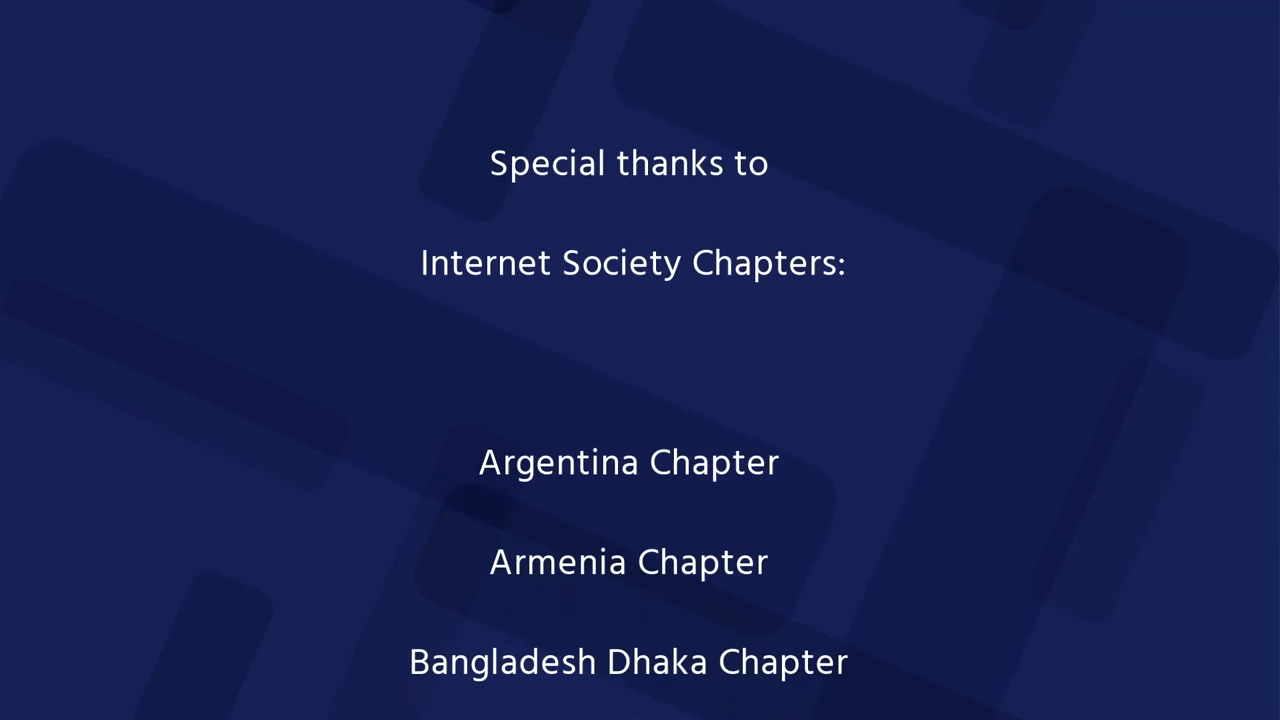 Special thanks to
Internet Society Chapters:
Argentina Chapter
Armenia Chapter
Bangladesh Dhaka Chapter